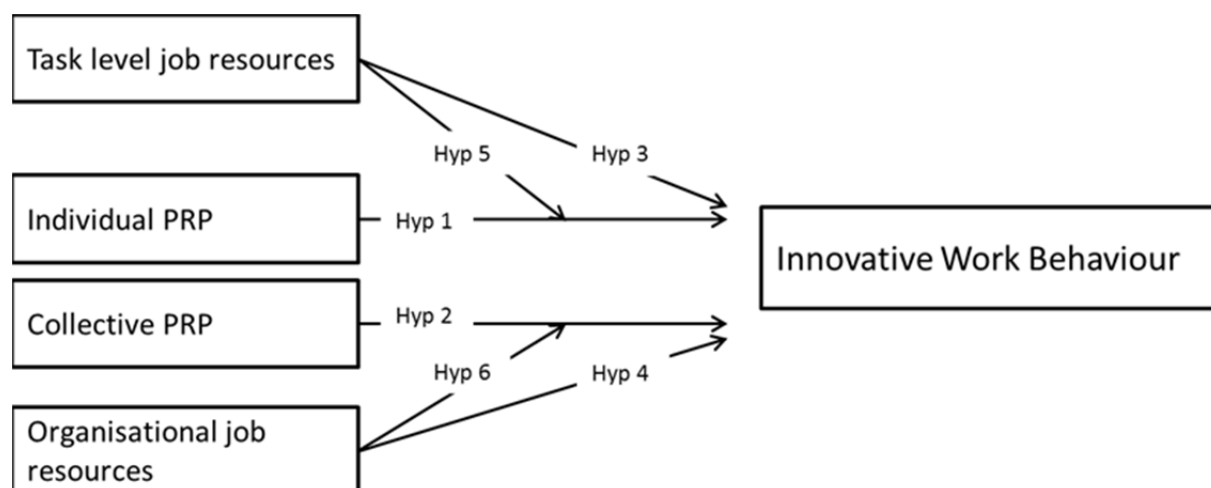 Task level job resources
Hyp 5
Hyp 3
Individual PRP
Hyp 1
Innovative Work Behaviour
Collective PRP
Hyp 2
Hyp 6
Hyp 4
Organisational job
resources